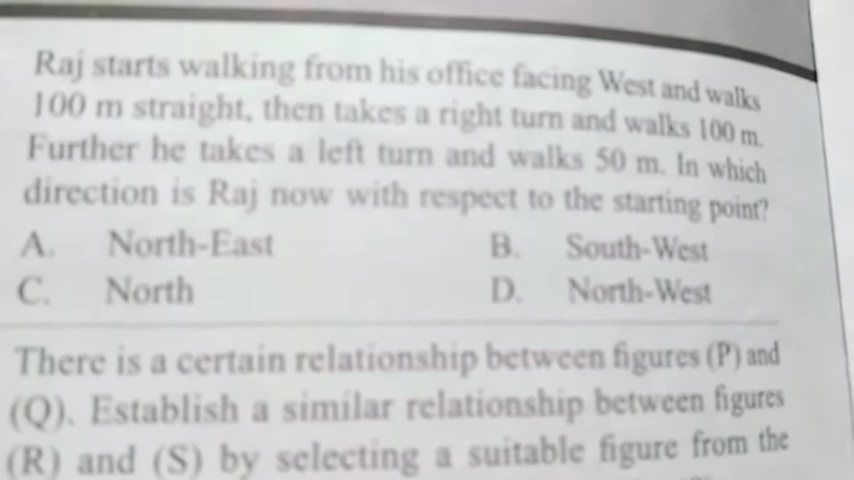 Raj starts walking from his office facing West and walks
100 m straight, then takes a right turn and walks 100 m.
Further he takes a left turn and walks 50 m. In which
direction is Raj now with respect to the starting point?
A. North-East B. South-West
C. North D. North-West
There is a certain relationship between figures (P) and
(Q). Establish a similar relationship between figures
(R) and (S) by selecting a suitable figure from the